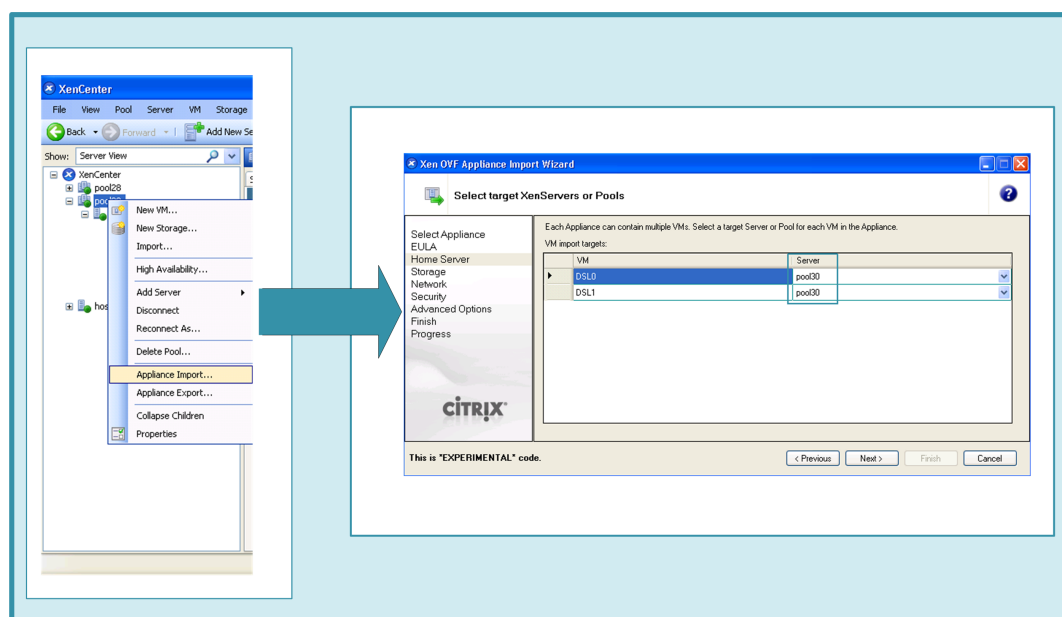 XenCenter
File View Pool Server VM Storage
Back Forward Add New Se
Show: Server View
XenCenter
pool28
New VM...
New Storage...
Import...
High Availability...
Add Server
hos
Disconnect
Reconnect As...
Delete Pool...
Appliance Import...
Appliance Export...
Collapse Children
Properties
Xen OVF Appliance Import Wizard
Select target XenServers or Pools
Select Appliance
EULA
Home Server
Storage
Network
Security
Advanced Options
Finish
Progress
CITRIX
Each Appliance can contain multiple VMs. Select a target Server or Pool for each VM in the Appliance.
VM import targets:
VM Server
DSL0 pool30
DSL1 pool30
This is "EXPERIMENTAL" code.
< Previous Next > Finish Cancel